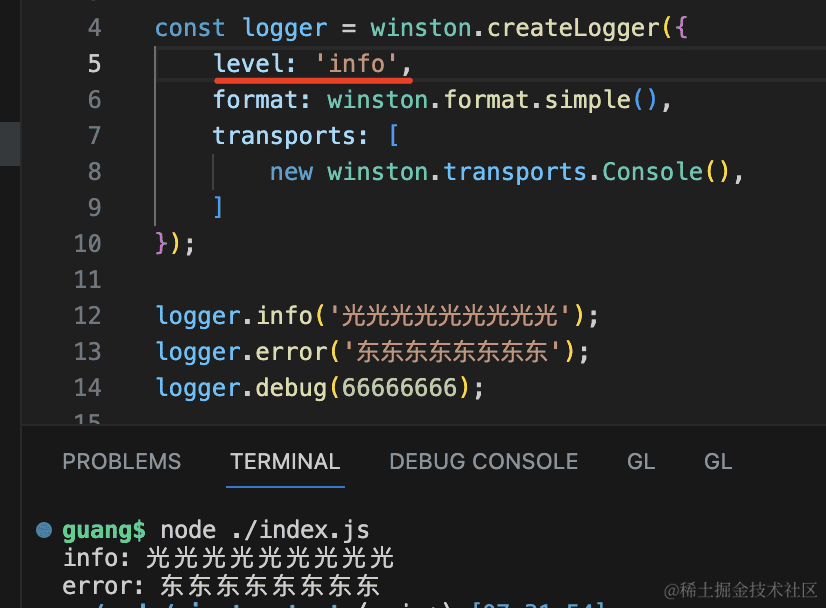 4 const logger = winston.createLogger({
5 level: 'info',
6 format: winston.format.simple(),
7 transports: [
8 new winston.transports.Console(),
9 ]
10 });
11
12 logger.info('光光光光光光光光光');
13 logger.error('东东东东东东东东');
14 logger.debug(66666666);
15
PROBLEMS TERMINAL DEBUG CONSOLE GL GL
guang$ node ./index.js
info: 光光光光光光光光光
error: 东东东东东东东东
@稀土掘金技术社区